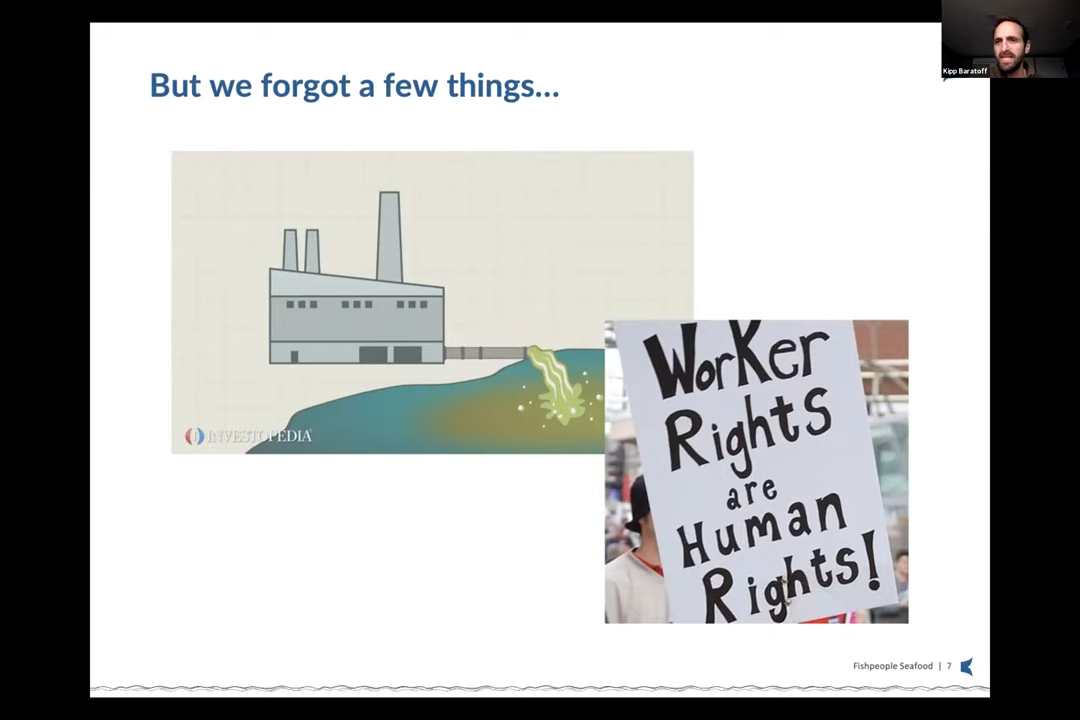 But we forgot a few things...
Kipp Baratoff
INVESTOPEDIA
Worker
Rights
are
Human
Rights!
Fishpeople Seafood | 7